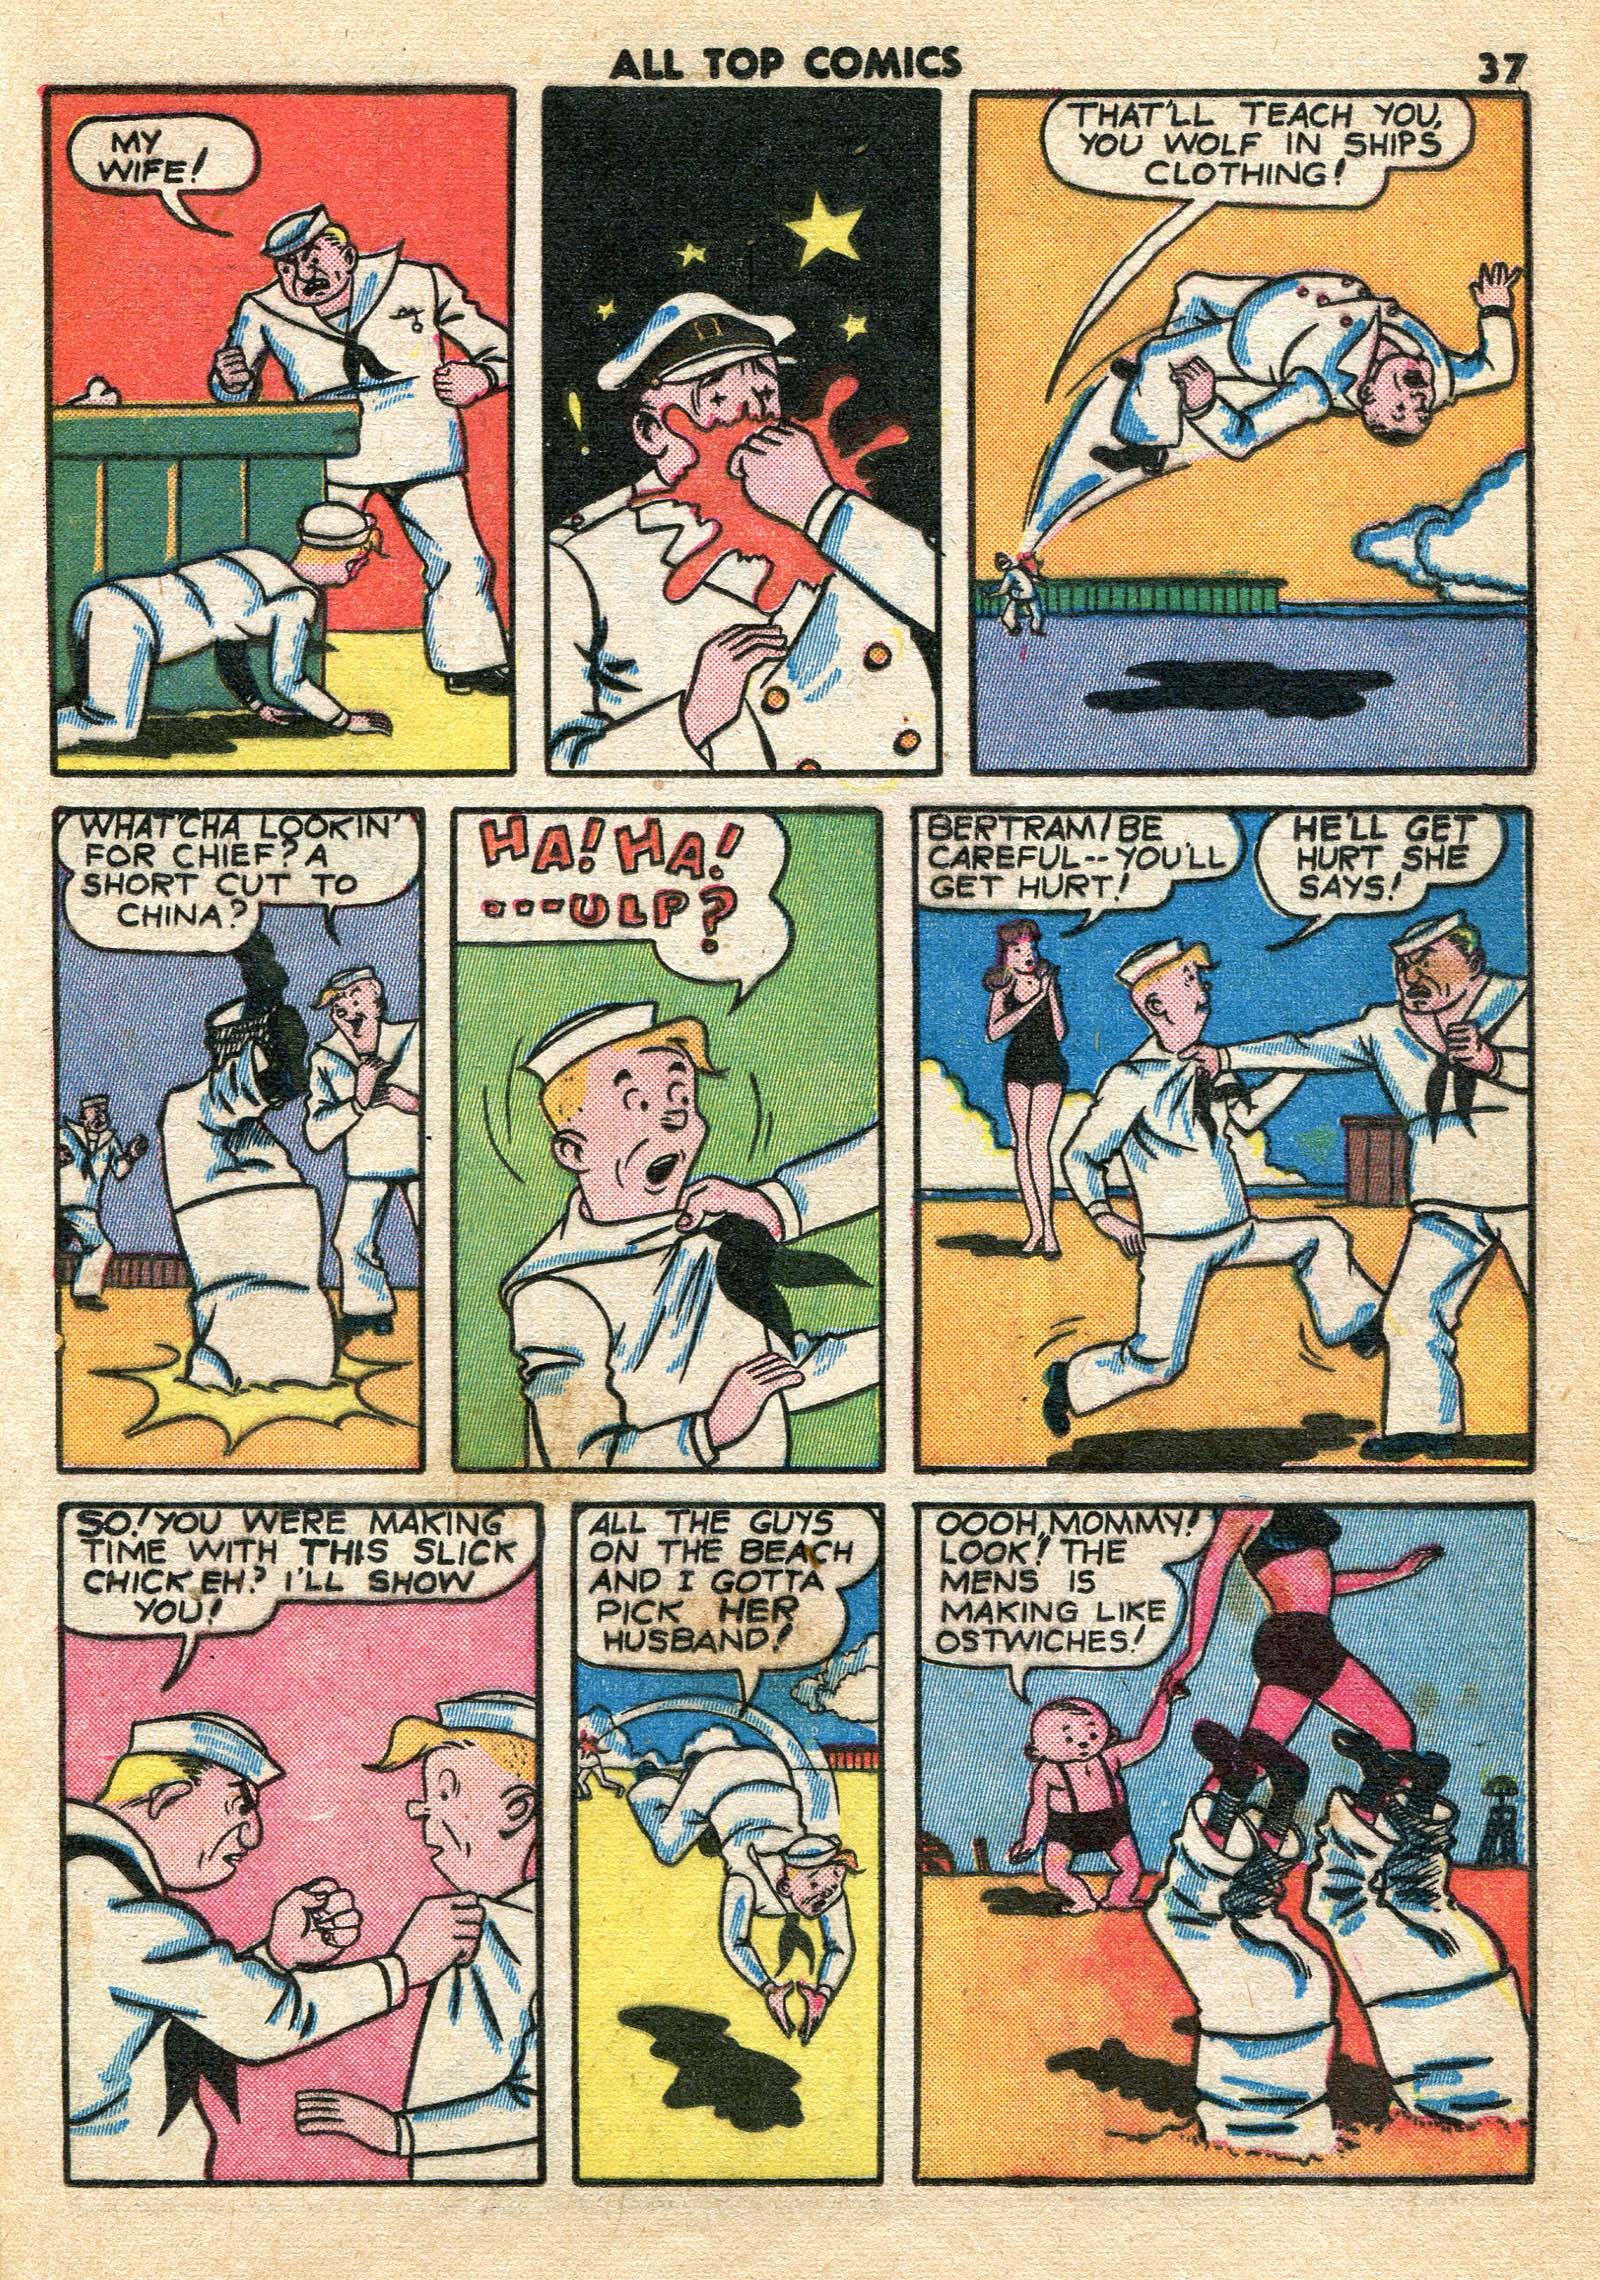 ALL TOP COMICS
37
MY
WIFE!
THAT'LL TEACH YOU,
YOU WOLF IN SHIPS
CLOTHING!
WHAT'CHA LOOKIN'
FOR CHIEF? A
SHORT CUT TO
CHINA?
HA! HA!
...ULP?
BERTRAM! BE
CAREFUL--YOU'LL
GET HURT!
HE'LL GET
HURT SHE
SAYS!
SO! YOU WERE MAKING
TIME WITH THIS SLICK
CHICK EH? I'LL SHOW
YOU!
ALL THE GUYS
ON THE BEACH
AND I GOTTA
PICK HER
HUSBAND!
OOOH, MOMMY!
LOOK! THE
MENS IS
MAKING LIKE
OSTWICHES!